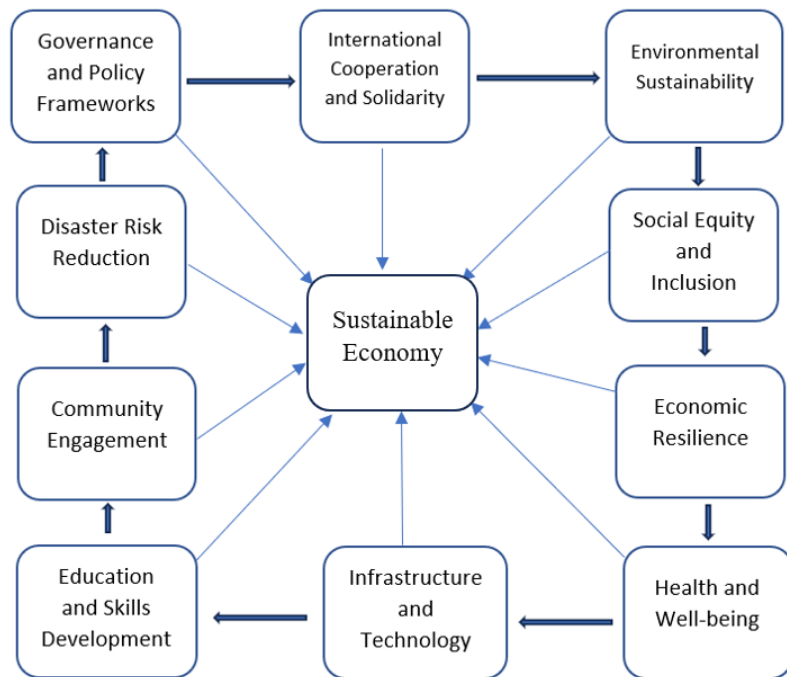 Governance
and Policy
Frameworks
International
Cooperation
and Solidarity
Environmental
Sustainability
Disaster Risk
Reduction
Social Equity
and
Inclusion
Sustainable
Economy
Community
Engagement
Economic
Resilience
Education
and Skills
Development
Infrastructure
and
Technology
Health and
Well-being